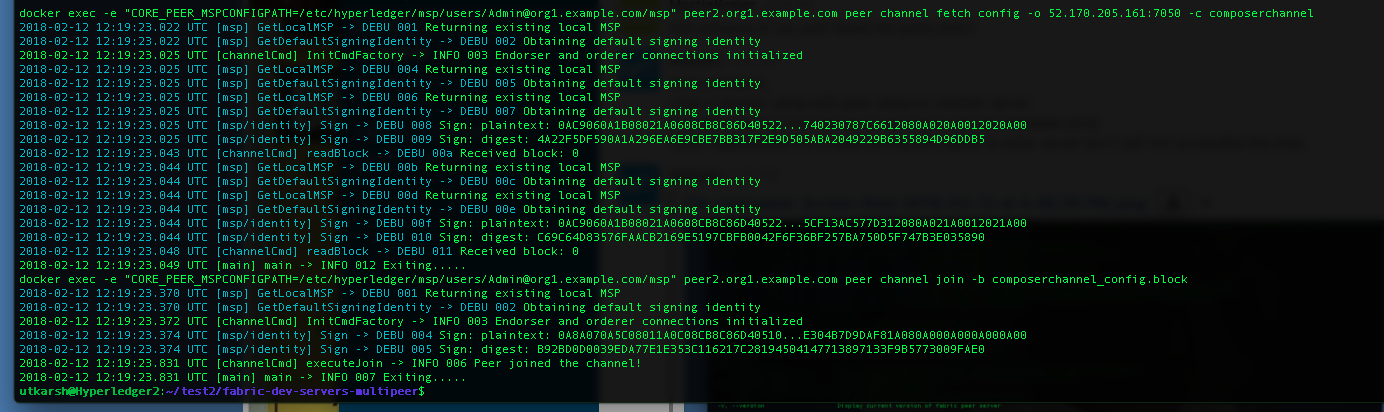 docker exec -e "CORE_PEER_MSPCONFIGPATH=/etc/hyperledger/msp/users/Admin@org1.example.com/msp" peer2.org1.example.com peer channel fetch config -o 52.170.205.161:7050 -c composerchannel
2018-02-12 12:19:23.022 UTC [msp] GetLocalMSP -> DEBU 001 Returning existing local MSP
2018-02-12 12:19:23.022 UTC [msp] GetDefaultSigningIdentity -> DEBU 002 Obtaining default signing identity
2018-02-12 12:19:23.025 UTC [channelCmd] InitCmdFactory -> INFO 003 Endorser and orderer connections initialized
2018-02-12 12:19:23.025 UTC [msp] GetLocalMSP -> DEBU 004 Returning existing local MSP
2018-02-12 12:19:23.025 UTC [msp] GetDefaultSigningIdentity -> DEBU 005 Obtaining default signing identity
2018-02-12 12:19:23.025 UTC [msp] GetLocalMSP -> DEBU 006 Returning existing local MSP
2018-02-12 12:19:23.025 UTC [msp] GetDefaultSigningIdentity -> DEBU 007 Obtaining default signing identity
2018-02-12 12:19:23.025 UTC [msp/identity] Sign -> DEBU 008 Sign: plaintext: 0AC9060A1B08021A0608CB8C86D40522...740230787C6612080A020A0012020A00
2018-02-12 12:19:23.025 UTC [msp/identity] Sign -> DEBU 009 Sign: digest: 4A22F5DF590A1A296EA6E9CBE7BB317F2E9D505ABA2049229B6355894D96DDB5
2018-02-12 12:19:23.043 UTC [channelCmd] readBlock -> DEBU 00a Received block: 0
2018-02-12 12:19:23.044 UTC [msp] GetLocalMSP -> DEBU 00b Returning existing local MSP
2018-02-12 12:19:23.044 UTC [msp] GetDefaultSigningIdentity -> DEBU 00c Obtaining default signing identity
2018-02-12 12:19:23.044 UTC [msp] GetLocalMSP -> DEBU 00d Returning existing local MSP
2018-02-12 12:19:23.044 UTC [msp] GetDefaultSigningIdentity -> DEBU 00e Obtaining default signing identity
2018-02-12 12:19:23.044 UTC [msp/identity] Sign -> DEBU 00f Sign: plaintext: 0AC9060A1B08021A0608CB8C86D40522...5CF13AC577D312080A021A0012021A00
2018-02-12 12:19:23.044 UTC [msp/identity] Sign -> DEBU 010 Sign: digest: C69C64D83576FAACB2169E5197CBFB0042F6F36BF257BA750D5F747B3E035890
2018-02-12 12:19:23.048 UTC [channelCmd] readBlock -> DEBU 011 Received block: 0
2018-02-12 12:19:23.049 UTC [main] main -> INFO 012 Exiting.....
docker exec -e "CORE_PEER_MSPCONFIGPATH=/etc/hyperledger/msp/users/Admin@org1.example.com/msp" peer2.org1.example.com peer channel join -b composerchannel_config.block
2018-02-12 12:19:23.370 UTC [msp] GetLocalMSP -> DEBU 001 Returning existing local MSP
2018-02-12 12:19:23.370 UTC [msp] GetDefaultSigningIdentity -> DEBU 002 Obtaining default signing identity
2018-02-12 12:19:23.372 UTC [channelCmd] InitCmdFactory -> INFO 003 Endorser and orderer connections initialized
2018-02-12 12:19:23.374 UTC [msp/identity] Sign -> DEBU 004 Sign: plaintext: 0A8A070A5C08011A0C08CB8C86D40510...E304B7D9DAF81A080A000A000A000A00
2018-02-12 12:19:23.374 UTC [msp/identity] Sign -> DEBU 005 Sign: digest: B92BD0D0039EDA77E1E353C116217C28194504147713897133F9B5773009FAE0
2018-02-12 12:19:23.831 UTC [channelCmd] executeJoin -> INFO 006 Peer joined the channel!
2018-02-12 12:19:23.831 UTC [main] main -> INFO 007 Exiting.....
utkarsh@Hyperledger2:~/test2/fabric-dev-servers-multipeer$
-v, --version Display current version of fabric peer server